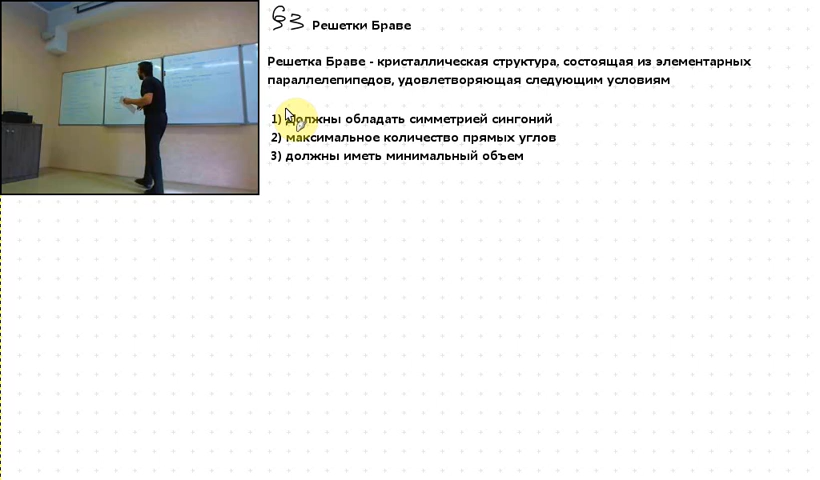 §3 Решетки Браве
Решетка Браве - кристаллическая структура, состоящая из элементарных
параллелепипедов, удовлетворяющая следующим условиям
1) должны обладать симметрией сингоний
2) максимальное количество прямых углов
3) должны иметь минимальный объем